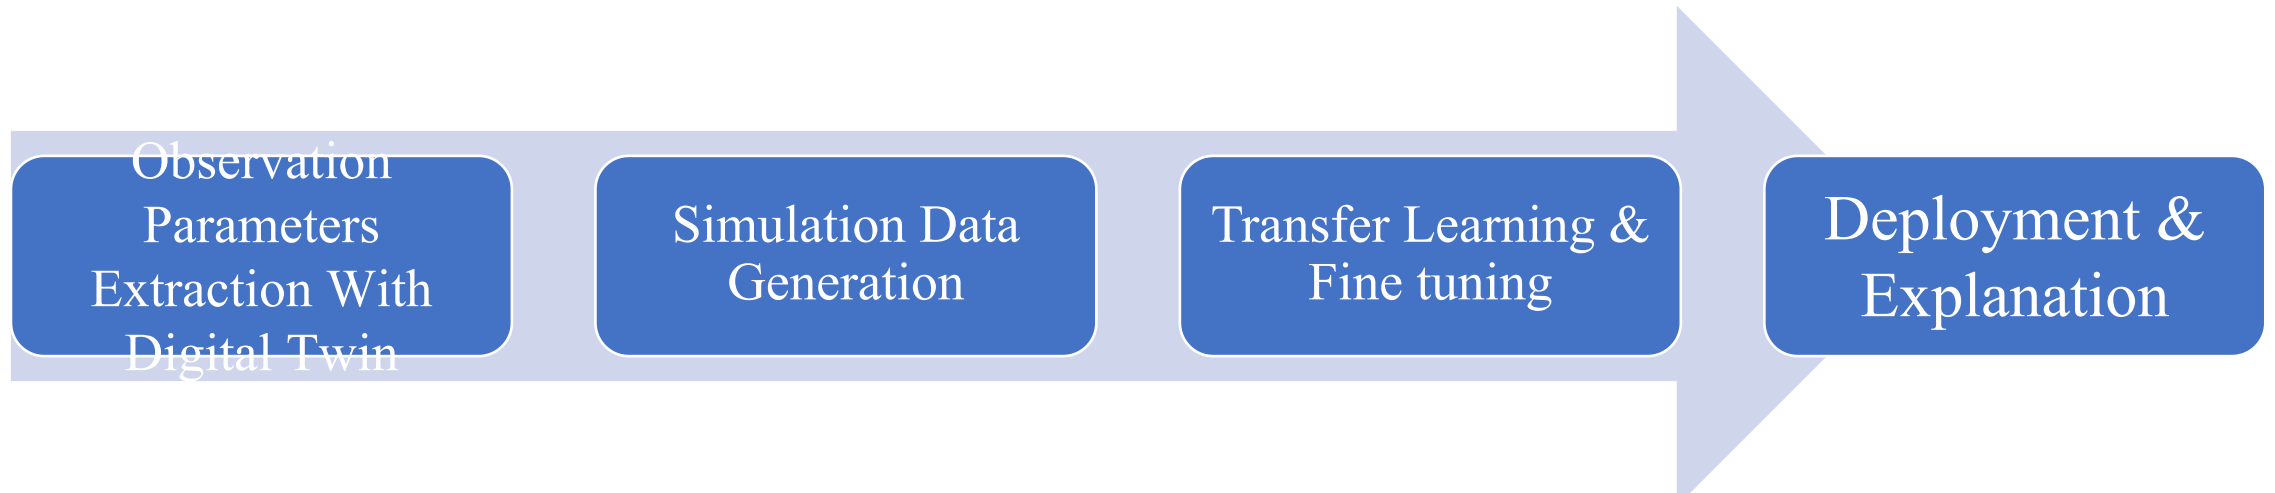 Observation
Parameters
Extraction With
Digital Twin
Simulation Data
Generation
Transfer Learning &
Fine tuning
Deployment &
Explanation